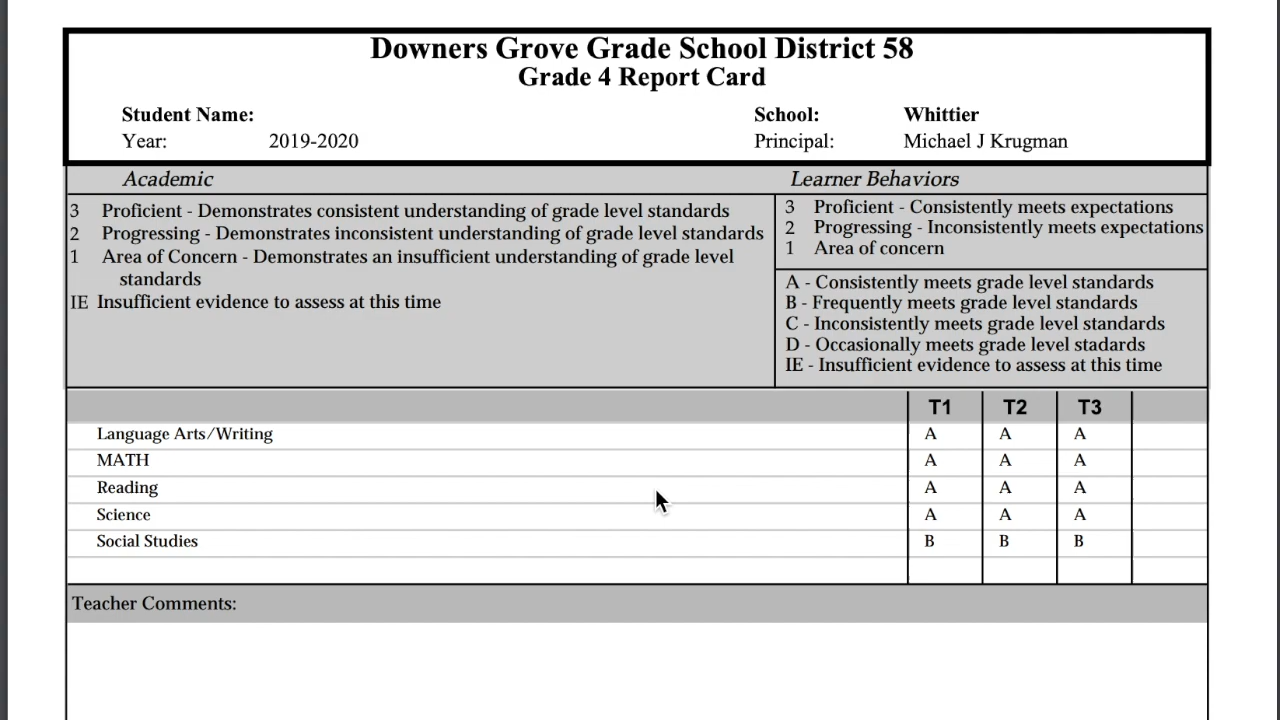 Downers Grove Grade School District 58
Grade 4 Report Card
Student Name:
School: Whittier
Year: 2019-2020
Principal: Michael J Krugman
Academic
3 Proficient - Demonstrates consistent understanding of grade level standards
2 Progressing - Demonstrates inconsistent understanding of grade level standards
1 Area of Concern - Demonstrates an insufficient understanding of grade level
standards
IE Insufficient evidence to assess at this time
Learner Behaviors
3 Proficient - Consistently meets expectations
2 Progressing - Inconsistently meets expectations
1 Area of concern
A - Consistently meets grade level standards
B - Frequently meets grade level standards
C - Inconsistently meets grade level standards
D - Occasionally meets grade level stadards
IE - Insufficient evidence to assess at this time
T1 T2 T3
Language Arts/Writing A A A
MATH A A A
Reading A A A
Science A A A
Social Studies B B B
Teacher Comments: